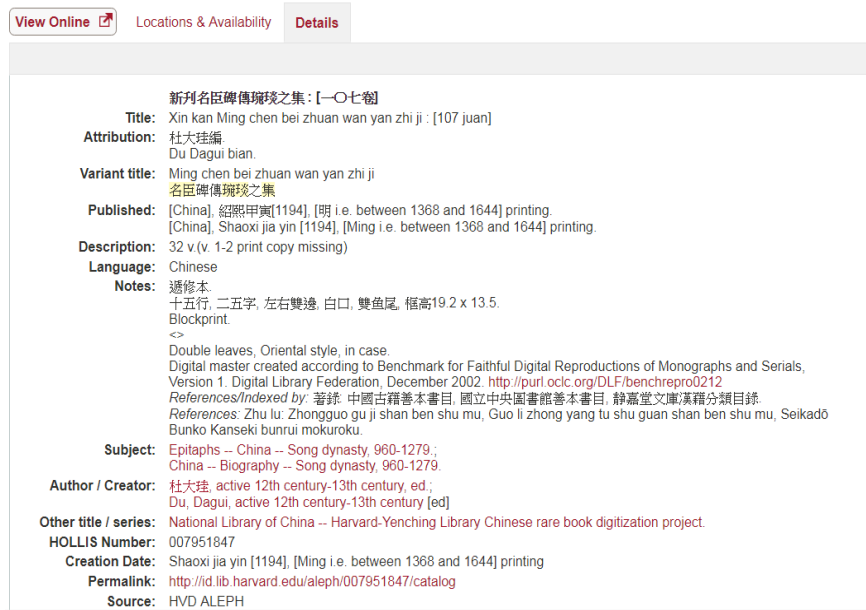 View Online Locations & Availability Details
新刊名臣碑傳琬琰之集 : [一〇七卷]
Title: Xin kan Ming chen bei zhuan wan yan zhi ji : [107 juan]
Attribution: 杜大珪編.
Du Dagui bian.
Variant title: Ming chen bei zhuan wan yan zhi ji
名臣碑傳琬琰之集
Published: [China], 紹熙甲寅[1194], [明 i.e. between 1368 and 1644] printing.
[China], Shaoxi jia yin [1194], [Ming i.e. between 1368 and 1644] printing.
Description: 32 v.(v. 1-2 print copy missing)
Language: Chinese
Notes: 遞修本.
十五行, 二五字, 左右雙邊, 白口, 雙魚尾, 框高19.2 x 13.5.
Blockprint.
<>
Double leaves, Oriental style, in case.
Digital master created according to Benchmark for Faithful Digital Reproductions of Monographs and Serials,
Version 1. Digital Library Federation, December 2002. http://purl.oclc.org/DLF/benchrepro0212
References/Indexed by: 著錄: 中國古籍善本書目, 國立中央圖書館善本書目, 静嘉堂文庫漢籍分類目錄.
References: Zhu lu: Zhongguo gu ji shan ben shu mu, Guo li zhong yang tu shu guan shan ben shu mu, Seikadō
Bunko Kanseki bunrui mokuroku.
Subject: Epitaphs -- China -- Song dynasty, 960-1279.;
China -- Biography -- Song dynasty, 960-1279.
Author / Creator: 杜大珪, active 12th century-13th century, ed.;
Du, Dagui, active 12th century-13th century [ed]
Other title / series: National Library of China -- Harvard-Yenching Library Chinese rare book digitization project.
HOLLIS Number: 007951847
Creation Date: Shaoxi jia yin [1194], [Ming i.e. between 1368 and 1644] printing
Permalink: http://id.lib.harvard.edu/aleph/007951847/catalog
Source: HVD ALEPH